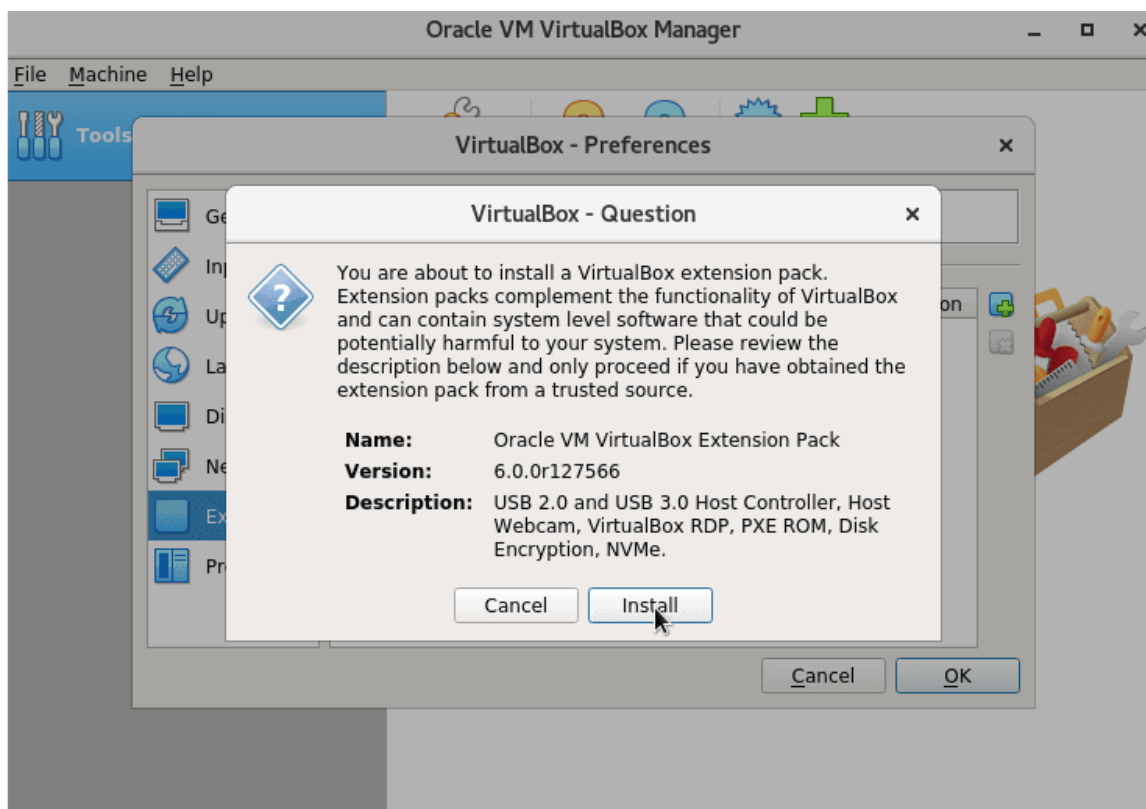 Oracle VM VirtualBox Manager
File Machine Help
Tools
VirtualBox - Preferences
VirtualBox - Question
You are about to install a VirtualBox extension pack.
Extension packs complement the functionality of VirtualBox
and can contain system level software that could be
potentially harmful to your system. Please review the
description below and only proceed if you have obtained the
extension pack from a trusted source.
Name: Oracle VM VirtualBox Extension Pack
Version: 6.0.0r127566
Description: USB 2.0 and USB 3.0 Host Controller, Host
Webcam, VirtualBox RDP, PXE ROM, Disk
Encryption, NVMe.
Cancel Install
Cancel OK